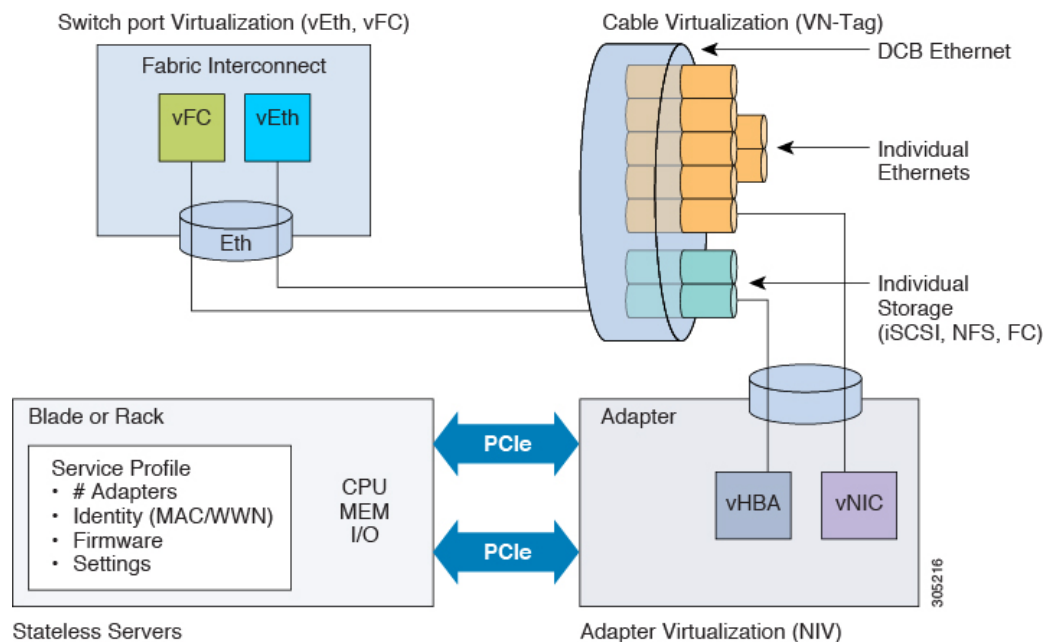 Switch port Virtualization (vEth, vFC)
Cable Virtualization (VN-Tag)
Fabric Interconnect
DCB Ethernet
vFC
vEth
Individual
Ethernets
Eth
Individual
Storage
(iSCSI, NFS, FC)
Blade or Rack
Service Profile
• # Adapters
• Identity (MAC/WWN)
• Firmware
• Settings
CPU
MEM
I/O
PCIe
PCIe
Adapter
vHBA
vNIC
305216
Stateless Servers
Adapter Virtualization (NIV)